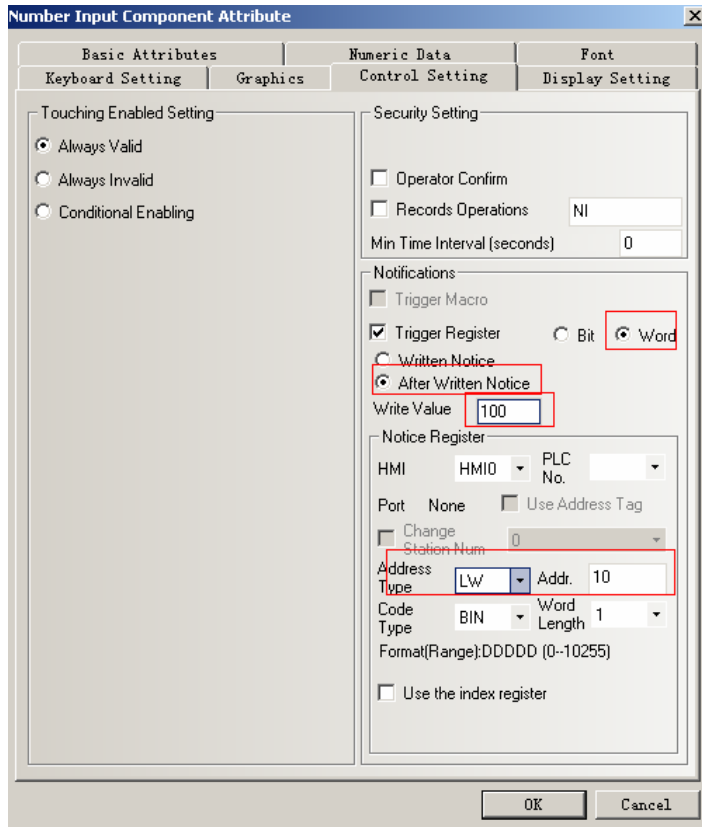 Number Input Component Attribute
Basic Attributes Numeric Data Font
Keyboard Setting Graphics Control Setting Display Setting
Touching Enabled Setting
Always Valid
Always Invalid
Conditional Enabling
Security Setting
Operator Confirm
Records Operations NI
Min Time Interval (seconds) 0
Notifications
Trigger Macro
Trigger Register Bit Word
Written Notice
After Written Notice
Write Value 100
Notice Register
HMI HMI0 PLC No.
Port None Use Address Tag
Change Station Num 0
Address Type LW Addr. 10
Code Type BIN Word Length 1
Format(Range):DDDDD (0--10255)
Use the index register
OK Cancel